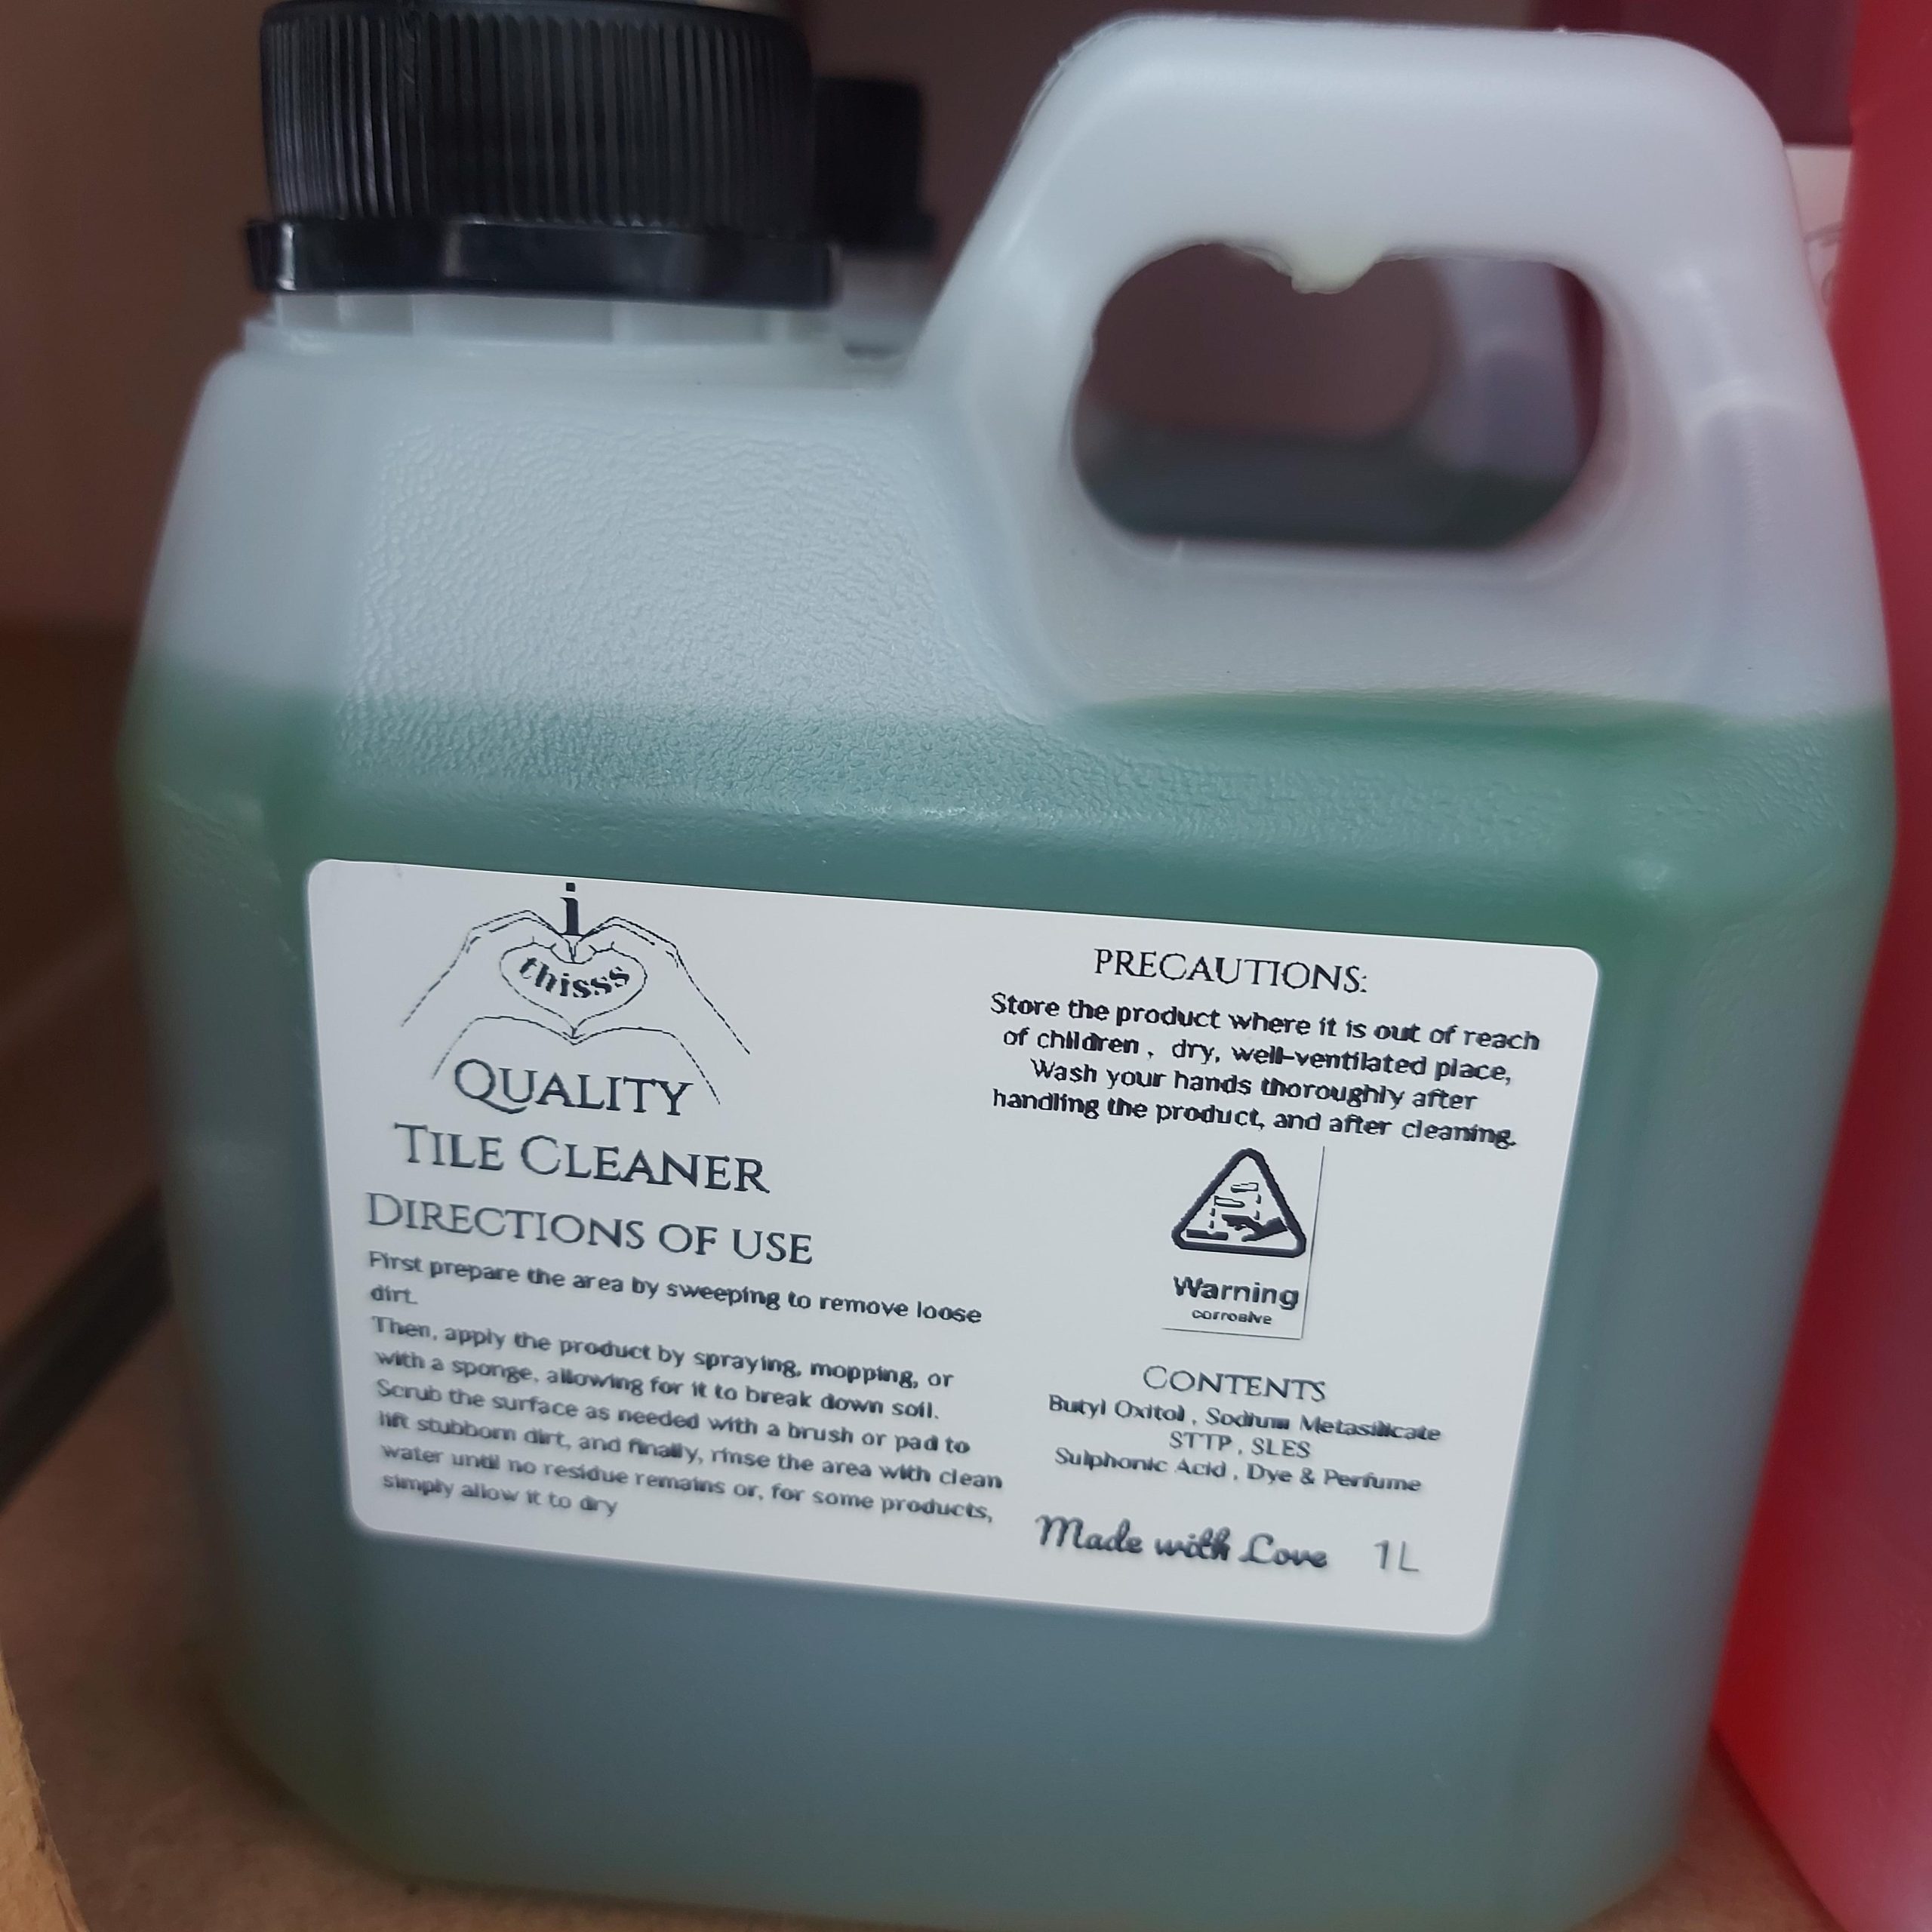 i
thisss
QUALITY
TILE CLEANER
DIRECTIONS OF USE
First prepare the area by sweeping to remove loose
dirt.
Then, apply the product by spraying, mopping, or
with a sponge, allowing for it to break down soil.
Scrub the surface as needed with a brush or pad to
lift stubborn dirt, and finally, rinse the area with clean
water until no residue remains or, for some products,
simply allow it to dry
PRECAUTIONS:
Store the product where it is out of reach
of children , dry, well-ventilated place,
Wash your hands thoroughly after
handling the product, and after cleaning.
Warning
corrosive
CONTENTS
Butyl Oxitol , Sodium Metasilicate
STTP , SLES
Sulphonic Acid , Dye & Perfume
Made with Love 1L